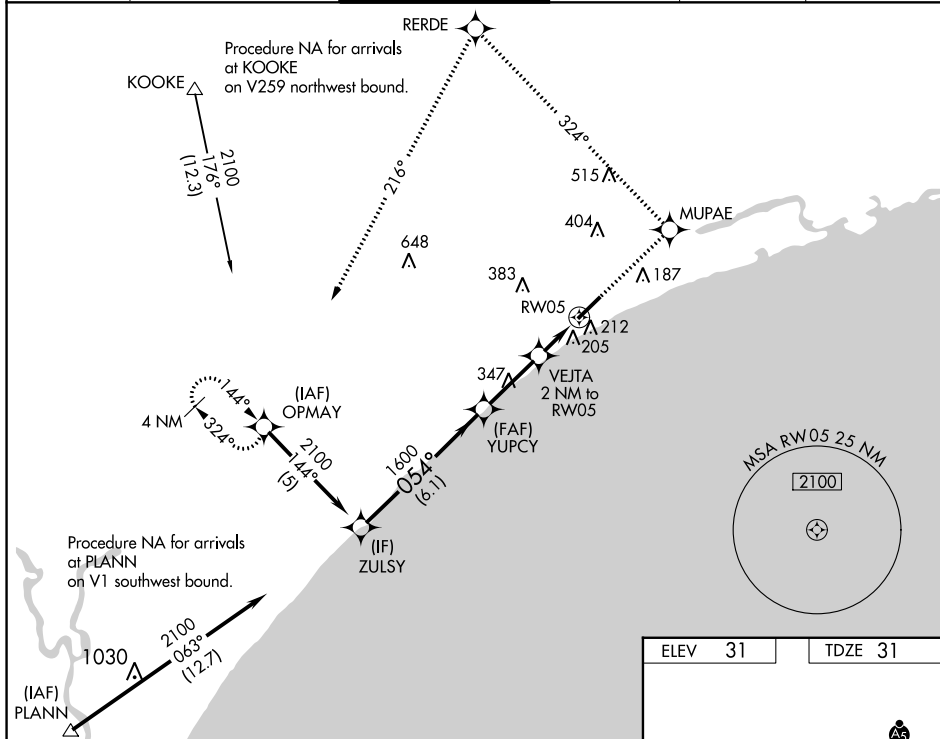 RERDE
Procedure NA for arrivals
at KOOKE
on V259 northwest bound.
KOOKE
2100
176°
(12.3)
216°
324°
515
404
MUPAE
648
383
187
RW05
212
205
347
VEJTA
2 NM to
RW05
(FAF)
YUPCY
(IAF)
OPMAY
144°
4 NM
324°
2100
144°
(5)
1600
054°
(6.1)
(IF)
ZULSY
MSA RW05 25 NM
2100
Procedure NA for arrivals
at PLANN
on V1 southwest bound.
2100
063°
(12.7)
1030
(IAF)
PLANN
ELEV 31
TDZE 31
A5